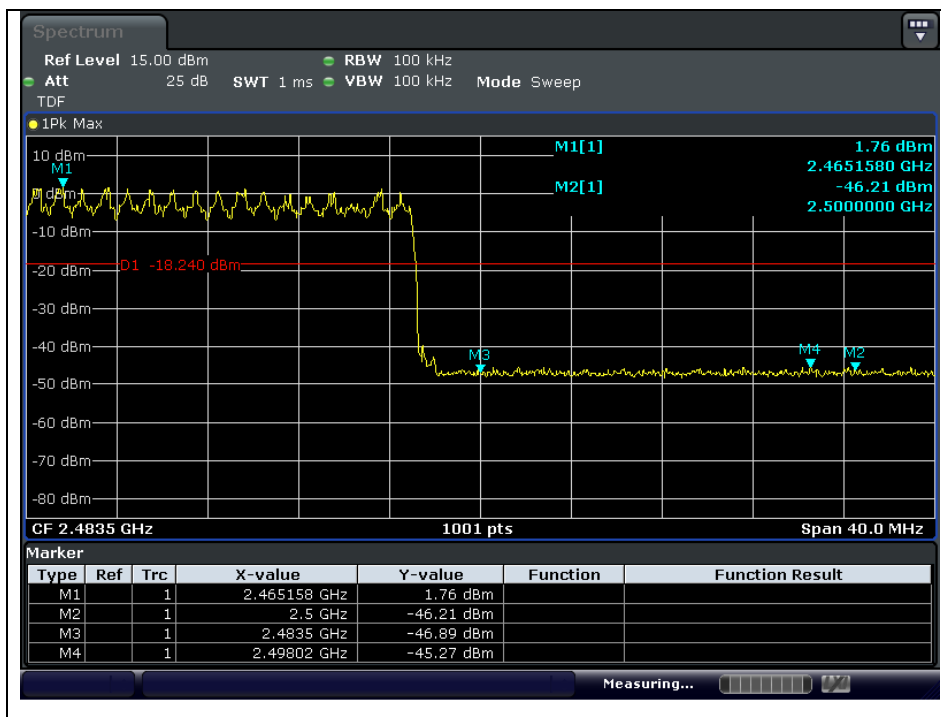 Spectrum
Ref Level 15.00 dBm RBW 100 kHz
Att 25 dB SWT 1 ms VBW 100 kHz Mode Sweep
TDF
1Pk Max
M1[1] 1.76 dBm
2.4651580 GHz
M2[1] -46.21 dBm
2.5000000 GHz
10 dBm
M1
0 dBm
-10 dBm
D1 -18.240 dBm
-20 dBm
-30 dBm
-40 dBm
M3
M4
M2
-50 dBm
-60 dBm
-70 dBm
-80 dBm
CF 2.4835 GHz 1001 pts Span 40.0 MHz
Marker
Type Ref Trc X-value Y-value Function Function Result
M1 1 2.465158 GHz 1.76 dBm
M2 1 2.5 GHz -46.21 dBm
M3 1 2.4835 GHz -46.89 dBm
M4 1 2.49802 GHz -45.27 dBm
Measuring...